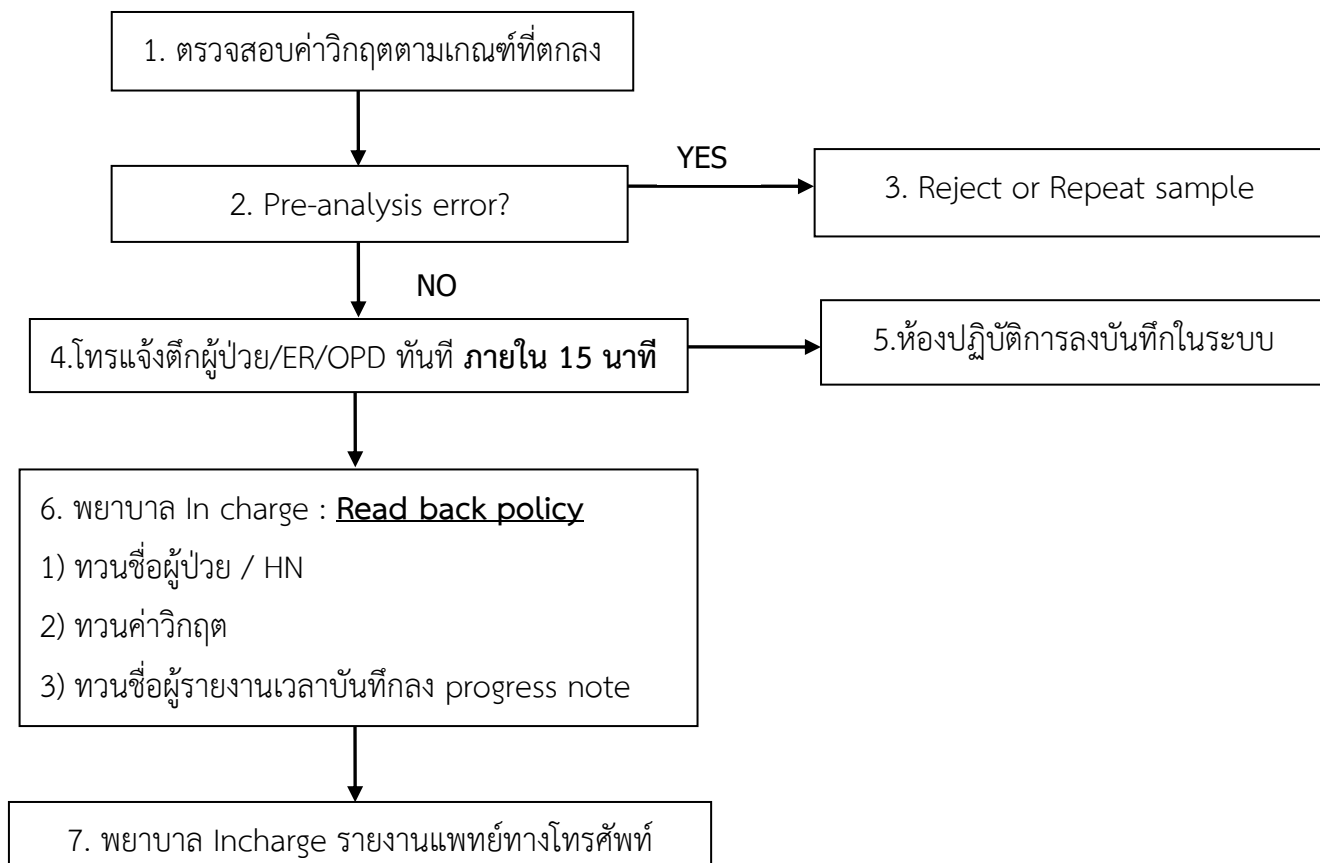 1. ตรวจสอบค่าวิกฤตตามเกณฑ์ที่ตกลง
YES
2. Pre-analysis error?
3. Reject or Repeat sample
NO
4.โทรแจ้งตึกผู้ป่วย/ER/OPD ทันที ภายใน 15 นาที
5.ห้องปฏิบัติการลงบันทึกในระบบ
6. พยาบาล In charge : Read back policy
1) ทวนชื่อผู้ป่วย / HN
2) ทวนค่าวิกฤต
3) ทวนชื่อผู้รายงานเวลาบันทึกลง progress note
7. พยาบาล Incharge รายงานแพทย์ทางโทรศัพท์